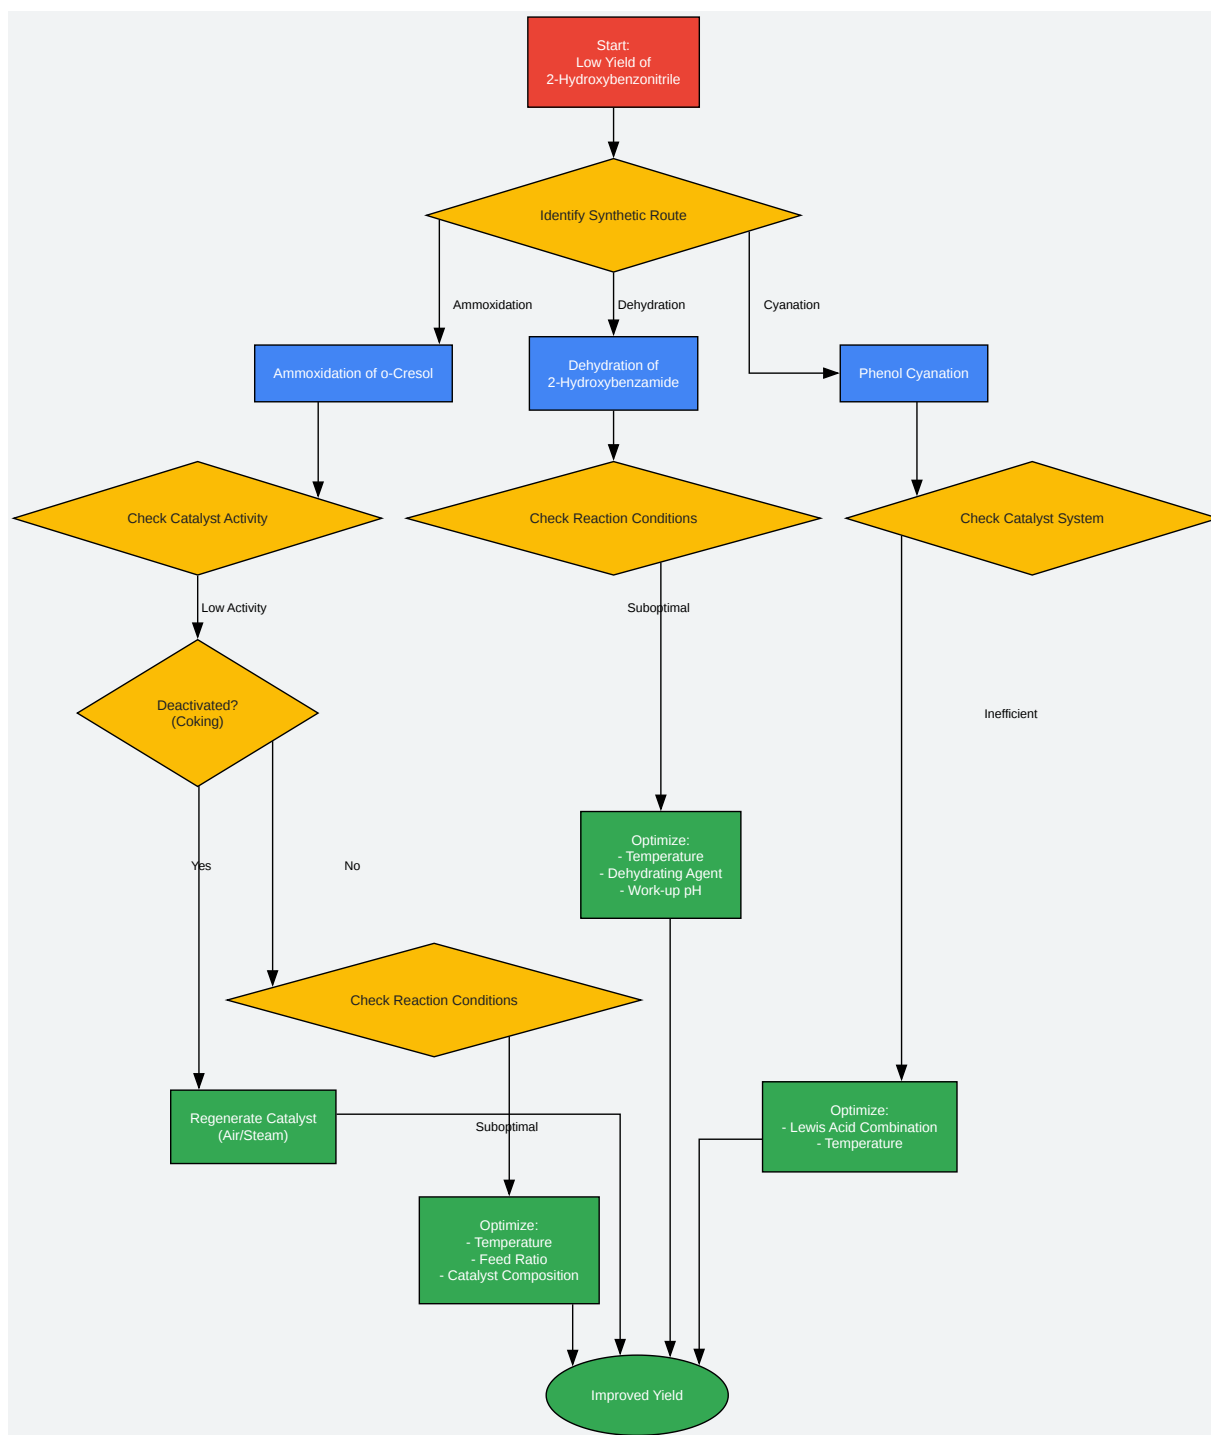 Start:
Low Yield of
2-Hydroxybenzonitrile
Identify Synthetic Route
Ammoxidation
Dehydration
Cyanation
Ammoxidation of o-Cresol
Dehydration of
2-Hydroxybenzamide
Phenol Cyanation
Check Catalyst Activity
Check Reaction Conditions
Check Catalyst System
Low Activity
Suboptimal
Deactivated?
(Coking)
Inefficient
Optimize:
- Temperature
- Dehydrating Agent
- Work-up pH
Yes
No
Check Reaction Conditions
Regenerate Catalyst
(Air/Steam)
Suboptimal
Optimize:
- Lewis Acid Combination
- Temperature
Optimize:
- Temperature
- Feed Ratio
- Catalyst Composition
Improved Yield